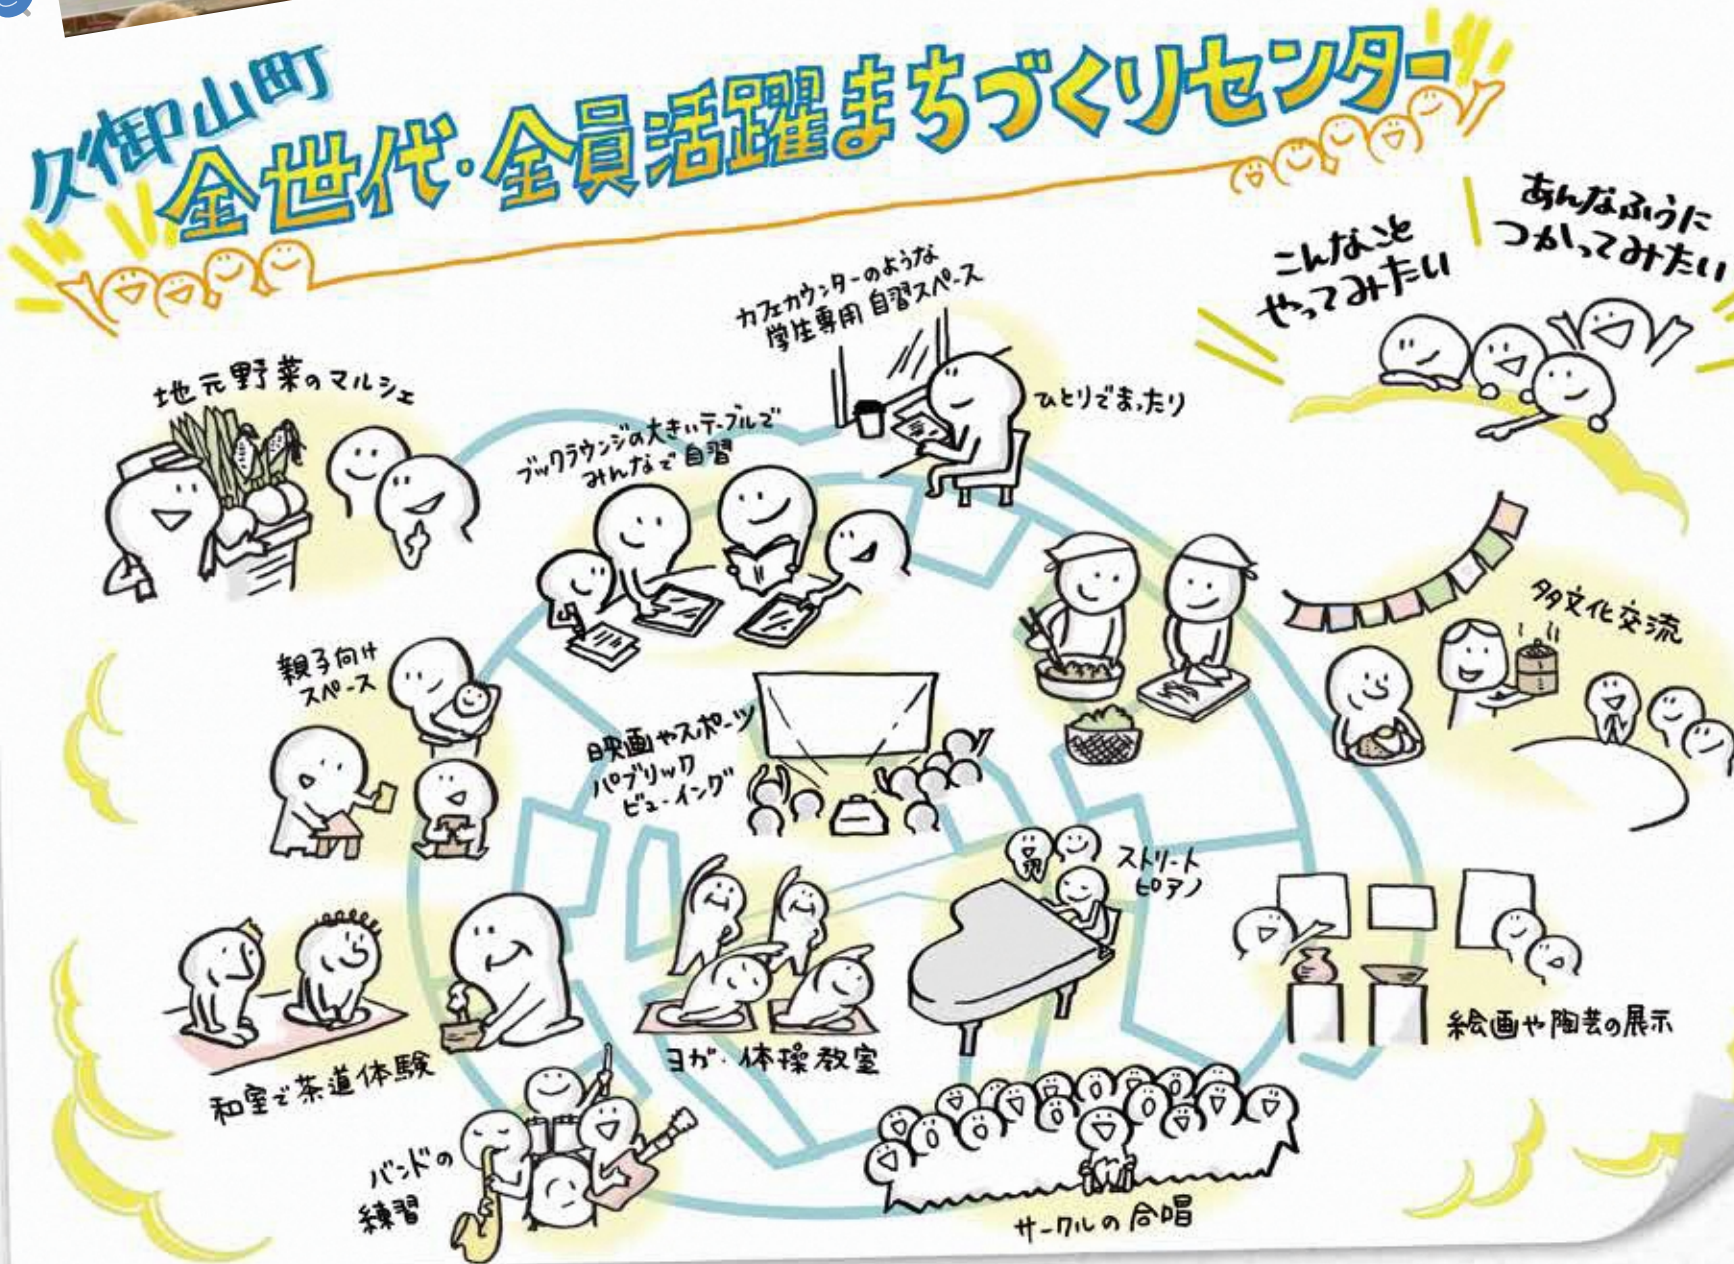 久御山町
全世代・全員活躍まちづくりセンター
こんなこと
やってみたい
あんなふうに
つかってみたい
カフェカウンターのような
学生専用 自習スペース
ひとりでまったり
地元野菜のマルシェ
ブックラウンジの大きいテーブルで
みんなで自習
多文化交流
親子向け
スペース
映画やスポーツ
パブリック
ビューイング
ストリート
ピアノ
絵画や陶芸の展示
和室で茶道体験
ヨガ・体操教室
バンドの
練習
サークルの合唱